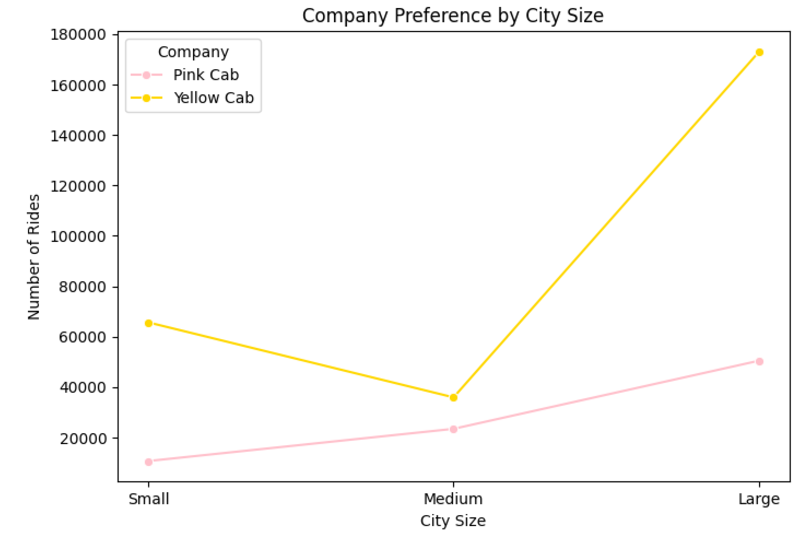 Company Preference by City Size
Company
Pink Cab
Yellow Cab
180000
160000
140000
120000
100000
80000
60000
40000
20000
Number of Rides
Small
Medium
Large
City Size